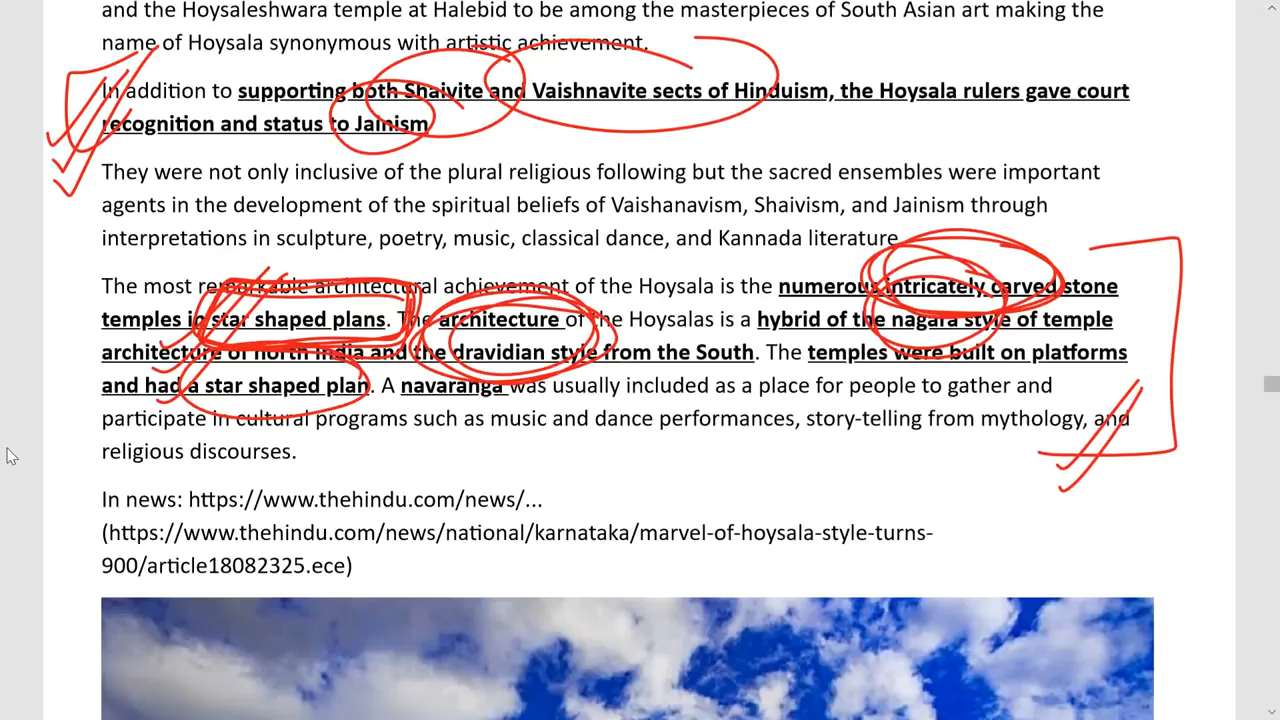 and the Hoysaleshwara temple at Halebid to be among the masterpieces of South Asian art making the
name of Hoysala synonymous with artistic achievement.
In addition to supporting both Shaivite and Vaishnavite sects of Hinduism, the Hoysala rulers gave court
recognition and status to Jainism
They were not only inclusive of the plural religious following but the sacred ensembles were important
agents in the development of the spiritual beliefs of Vaishanavism, Shaivism, and Jainism through
interpretations in sculpture, poetry, music, classical dance, and Kannada literature
The most remarkable architectural achievement of the Hoysala is the numerous intricately carved stone
temples in star shaped plans. The architecture of the Hoysalas is a hybrid of the nagara style of temple
architecture of north India and the dravidian style from the South. The temples were built on platforms
and had a star shaped plan. A navaranga was usually included as a place for people to gather and
participate in cultural programs such as music and dance performances, story-telling from mythology, and
religious discourses.
In news: https://www.thehindu.com/news/...
(https://www.thehindu.com/news/national/karnataka/marvel-of-hoysala-style-turns-
900/article18082325.ece)